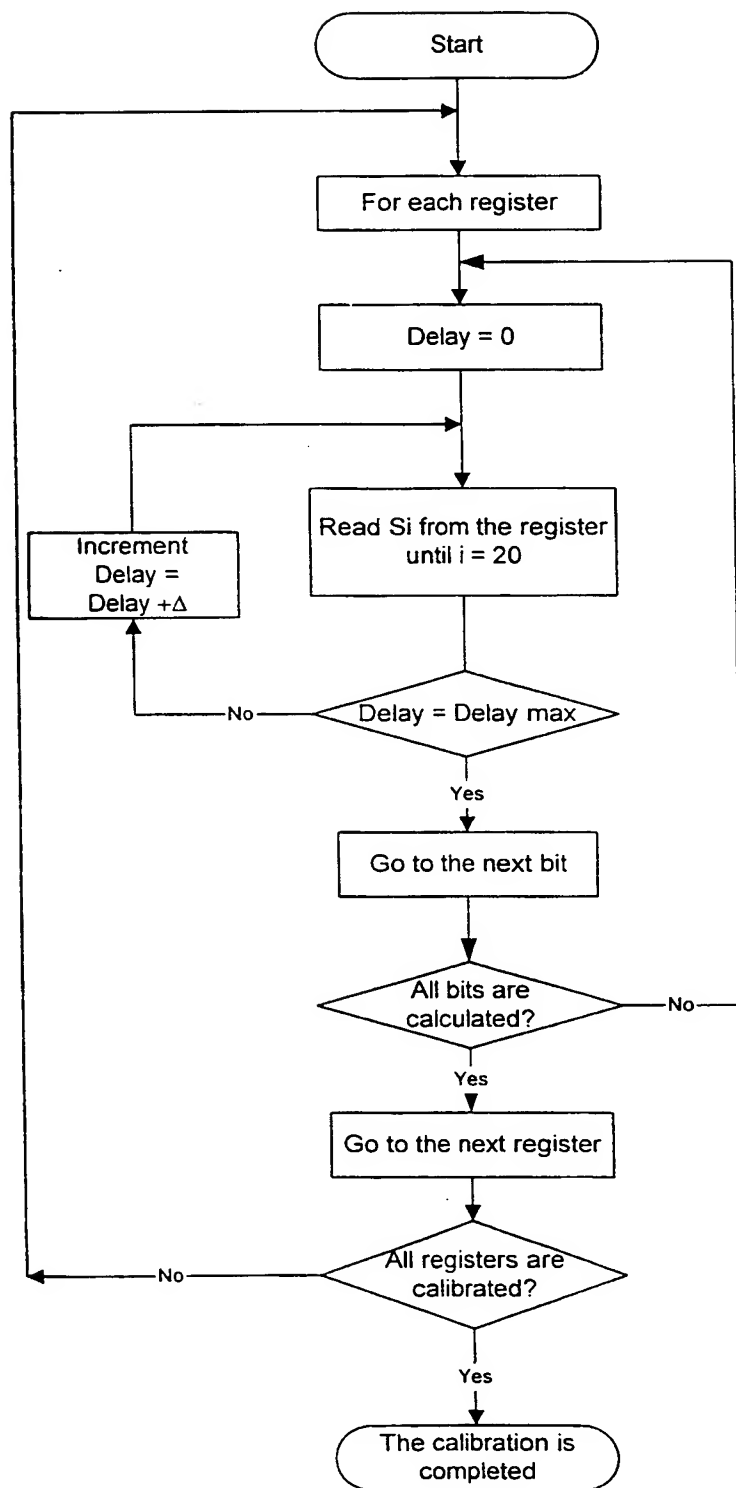 Start
For each register
Delay = 0
Read Si from the register
until i = 20
Increment
Delay =
Delay +Δ
No
Delay = Delay max
Yes
Go to the next bit
All bits are
calculated?
No
Yes
Go to the next register
All registers are
calibrated?
No
Yes
The calibration is
completed